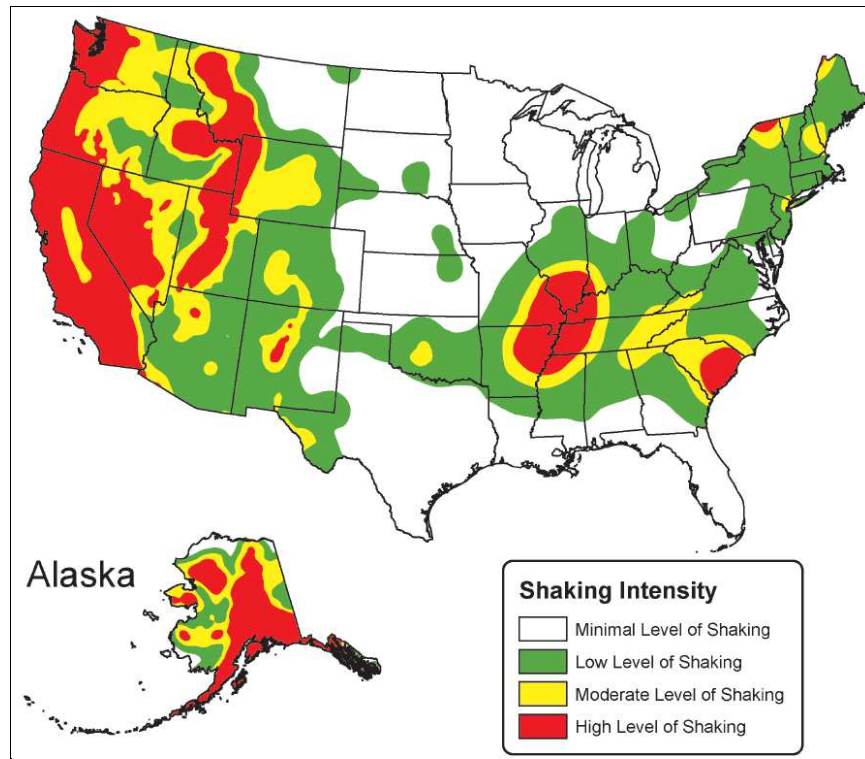 Alaska
Shaking Intensity
Minimal Level of Shaking
Low Level of Shaking
Moderate Level of Shaking
High Level of Shaking